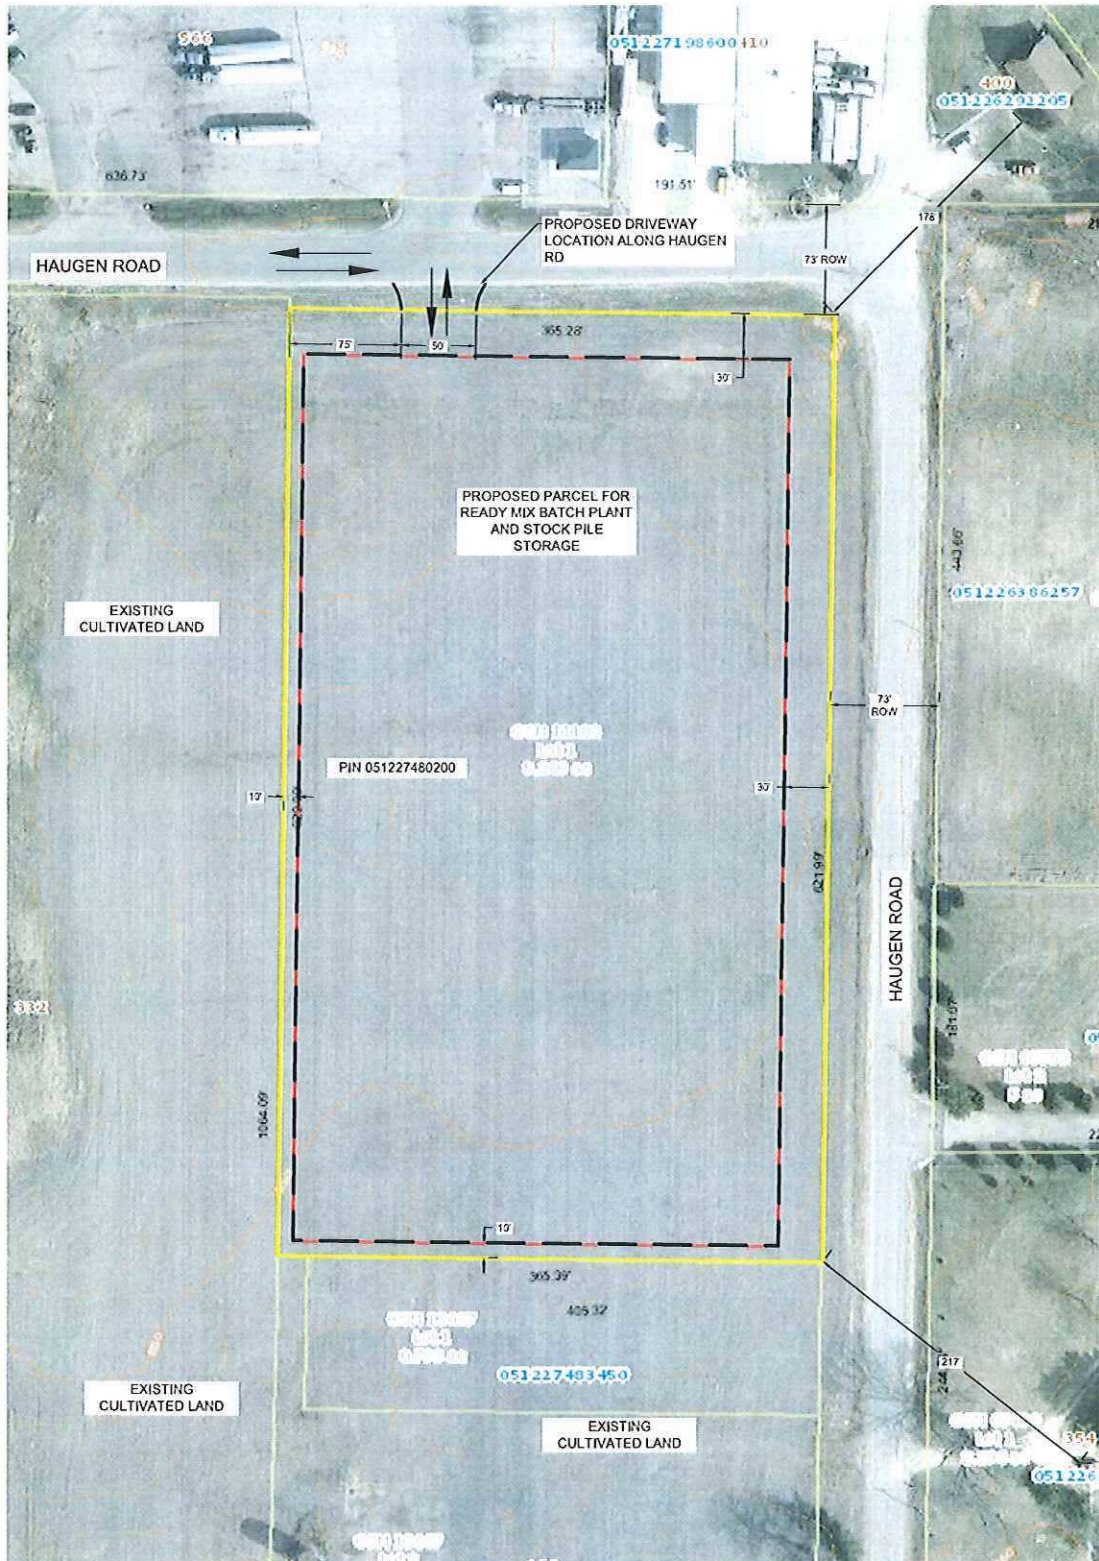 566
051227198600 410
400
051226292205
636.73'
191.51'
PROPOSED DRIVEWAY
LOCATION ALONG HAUGEN
RD
178'
73' ROW
HAUGEN ROAD
365.28'
75'
50'
30'
PROPOSED PARCEL FOR
READY MIX BATCH PLANT
AND STOCK PILE
STORAGE
443.66'
051226386257
EXISTING
CULTIVATED LAND
73'
ROW
PIN 051227480200
10'
30'
621.99'
HAUGEN ROAD
332
181.07'
1064.09'
10'
365.39'
405.32'
051227483450
217'
EXISTING
CULTIVATED LAND
EXISTING
CULTIVATED LAND
354
051226